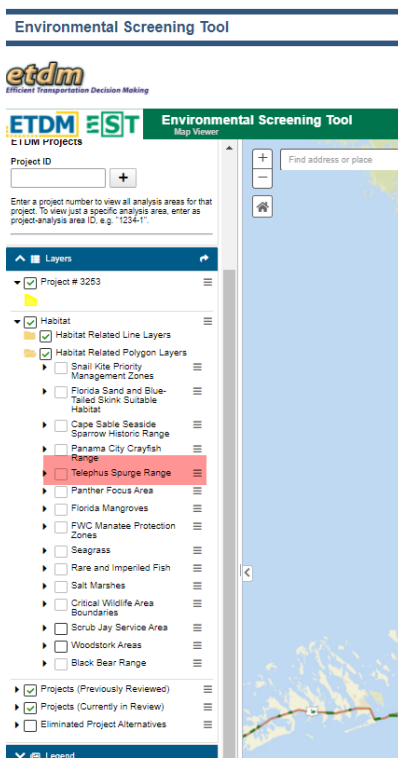 Environmental Screening Tool
etdm
Efficient Transportation Decision Making
ETDM EST Environmental Screening Tool
Map Viewer
ETDM Projects
Project ID
+
Enter a project number to view all analysis areas for that
project. To view just a specific analysis area, enter as
project-analysis area ID, e.g. "1234-1".
Layers
Project # 3253
Habitat
Habitat Related Line Layers
Habitat Related Polygon Layers
Snail Kite Priority
Management Zones
Florida Sand and Blue-
Tailed Skink Suitable
Habitat
Cape Sable Seaside
Sparrow Historic Range
Panama City Crayfish
Range
Telephus Spurge Range
Panther Focus Area
Florida Mangroves
FWC Manatee Protection
Zones
Seagrass
Rare and Imperiled Fish
Salt Marshes
Critical Wildlife Area
Boundaries
Scrub Jay Service Area
Woodstork Areas
Black Bear Range
Projects (Previously Reviewed)
Projects (Currently in Review)
Eliminated Project Alternatives
Legend
+
Find address or place
−
<